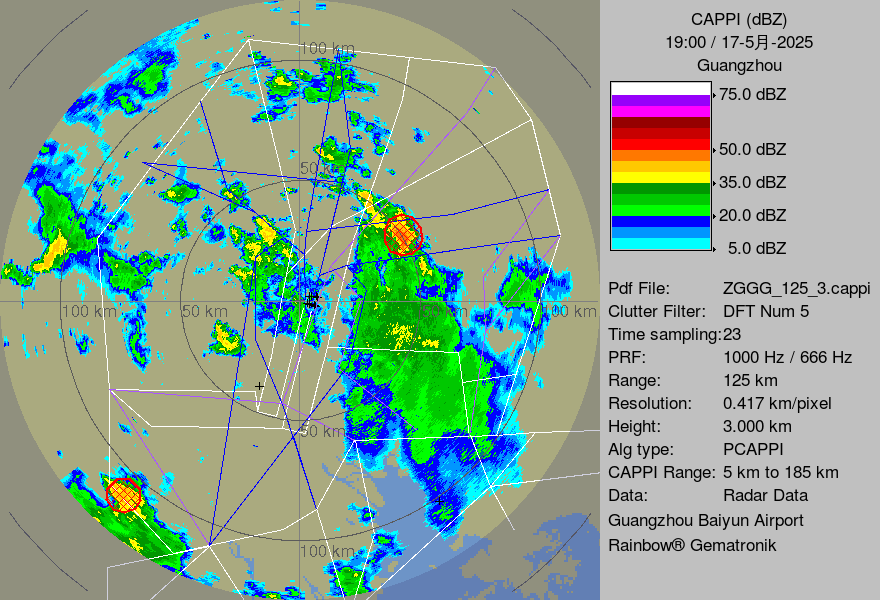 100 km
50 km
100 km
50 km
50 km
100 km
50 km
100 km
CAPPI (dBZ)
19:00 / 17-5月-2025
Guangzhou
75.0 dBZ
50.0 dBZ
35.0 dBZ
20.0 dBZ
5.0 dBZ
Pdf File: ZGGG_125_3.cappi
Clutter Filter: DFT Num 5
Time sampling:23
PRF: 1000 Hz / 666 Hz
Range: 125 km
Resolution: 0.417 km/pixel
Height: 3.000 km
Alg type: PCAPPI
CAPPI Range: 5 km to 185 km
Data: Radar Data
Guangzhou Baiyun Airport
Rainbow® Gematronik